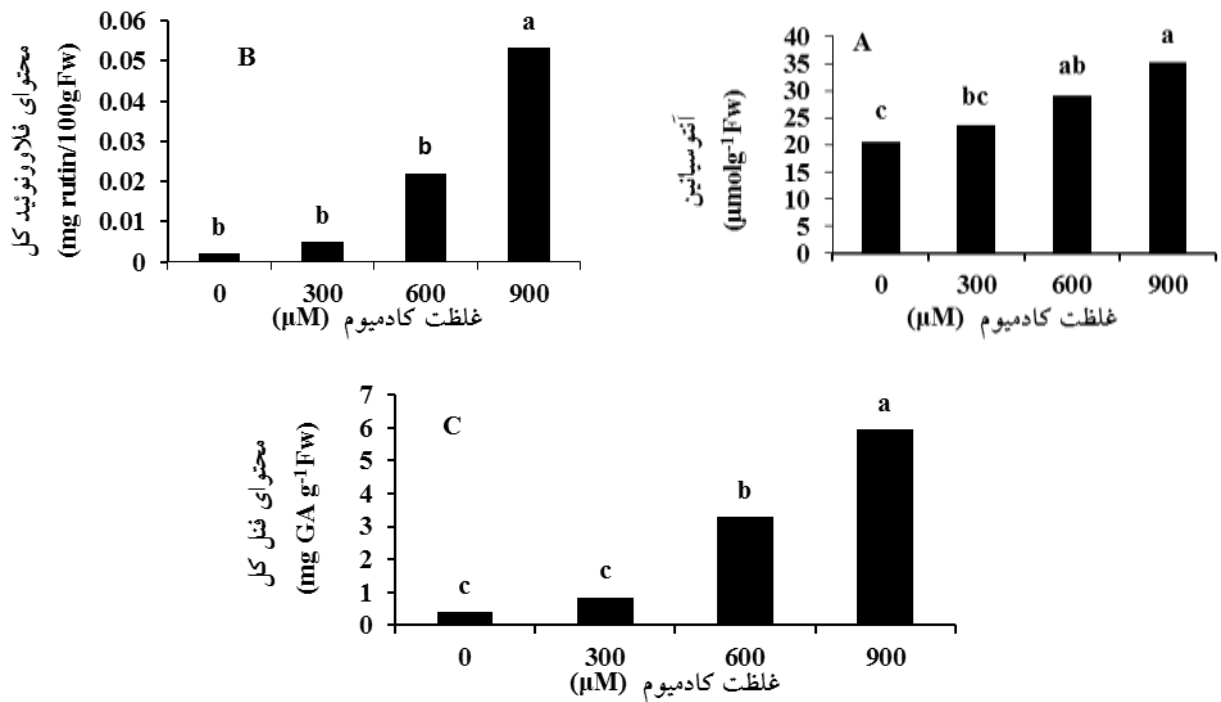 محتوای فلاوونوئید کل
(mg rutin/100gFw)
B
0.06
0.05
0.04
0.03
0.02
0.01
0
b
b
b
a
0 300 600 900
غلظت کادمیوم (µM)
آنتوسیانین
(µmolg⁻¹Fw)
A
40
35
30
25
20
15
10
5
0
c
bc
ab
a
0 300 600 900
غلظت کادمیوم (µM)
محتوای فنل کل
(mg GA g⁻¹Fw)
C
7
6
5
4
3
2
1
0
c
c
b
a
0 300 600 900
غلظت کادمیوم (µM)